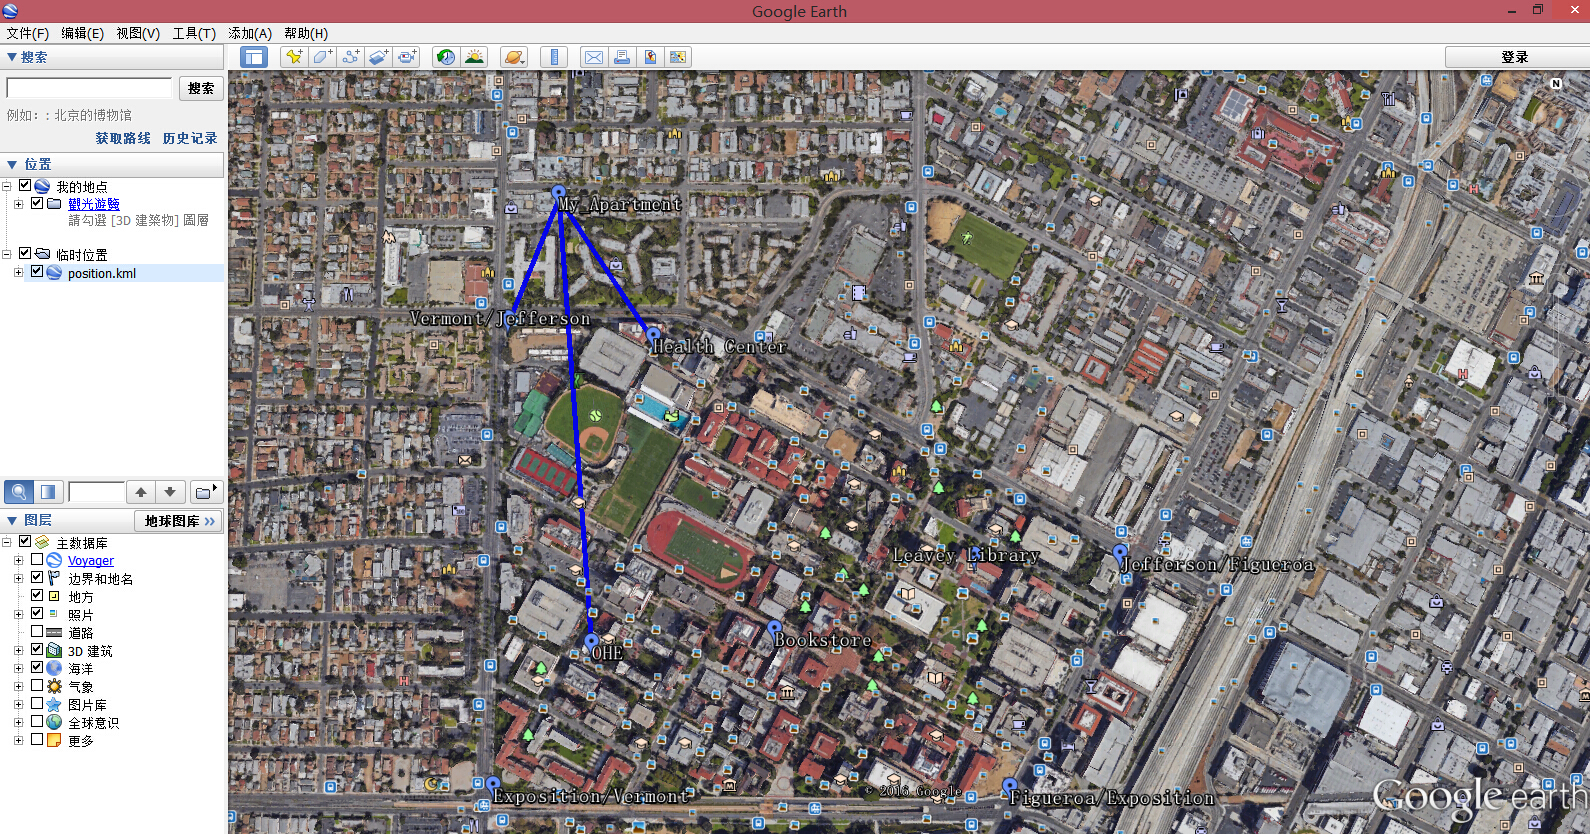 Google Earth
文件(F) 编辑(E) 视图(V) 工具(T) 添加(A) 帮助(H)
搜索
登录
搜索
例如：: 北京的博物馆
获取路线 历史记录
位置
我的地点
觀光遊覽
請勾選 [3D 建築物] 圖層
临时位置
position.kml
图层
地球图库 »
主数据库
Voyager
边界和地名
地方
照片
道路
3D 建筑
海洋
气象
图片库
全球意识
更多
N
My Apartment
Vermont/Jefferson
Health Center
Leavey Library
Jefferson/Figueroa
Bookstore
OHE
Exposition/Vermont
Figueroa/Exposition
© 2016 Google
Google earth